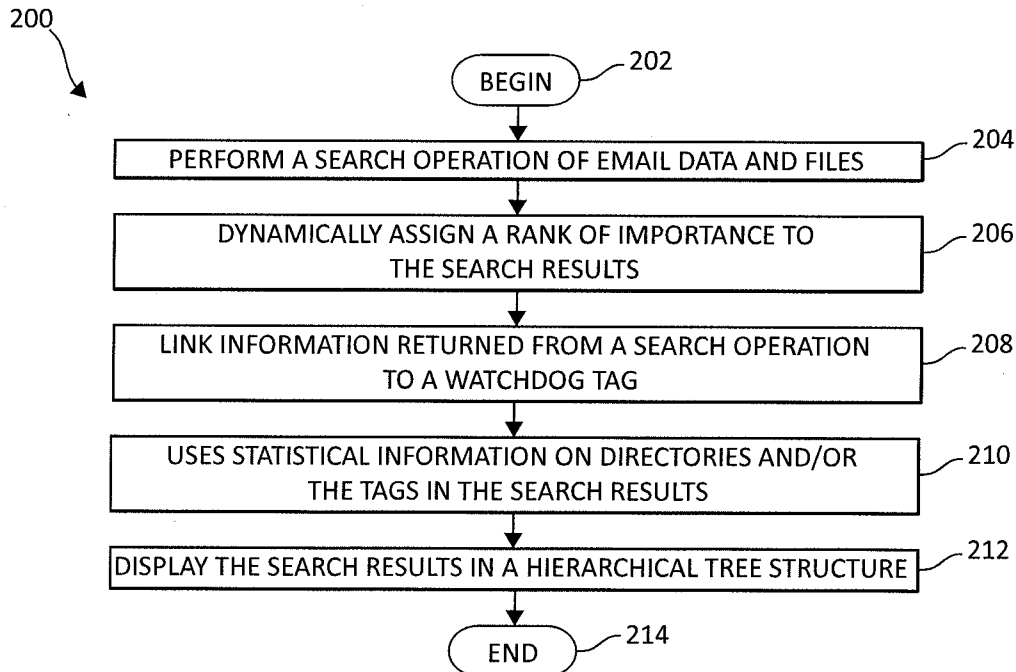 200
BEGIN
202
PERFORM A SEARCH OPERATION OF EMAIL DATA AND FILES
204
DYNAMICALLY ASSIGN A RANK OF IMPORTANCE TO
THE SEARCH RESULTS
206
LINK INFORMATION RETURNED FROM A SEARCH OPERATION
TO A WATCHDOG TAG
208
USES STATISTICAL INFORMATION ON DIRECTORIES AND/OR
THE TAGS IN THE SEARCH RESULTS
210
DISPLAY THE SEARCH RESULTS IN A HIERARCHICAL TREE STRUCTURE
212
END
214